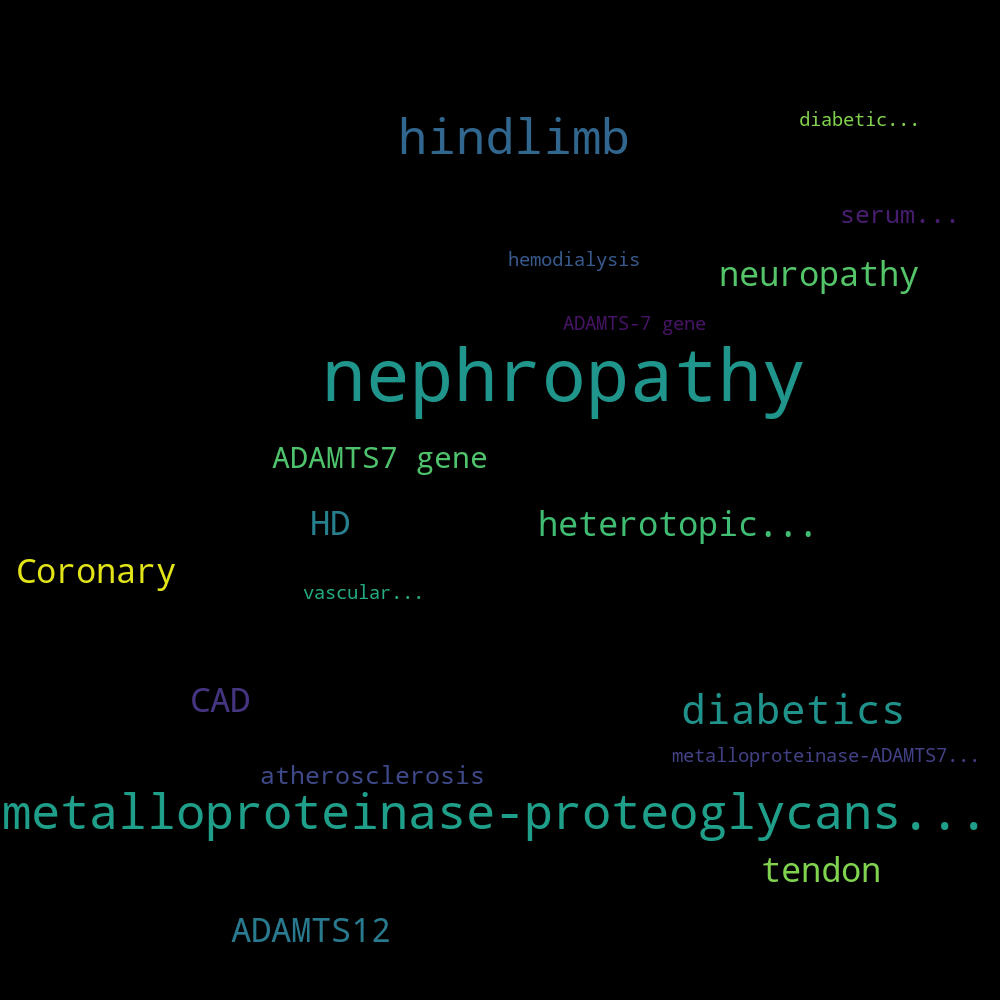 hindlimb
diabetic...
serum...
hemodialysis
neuropathy
ADAMTS-7 gene
nephropathy
ADAMTS7 gene
HD
heterotopic...
Coronary
vascular...
CAD
diabetics
metalloproteinase-ADAMTS7...
atherosclerosis
metalloproteinase-proteoglycans...
tendon
ADAMTS12